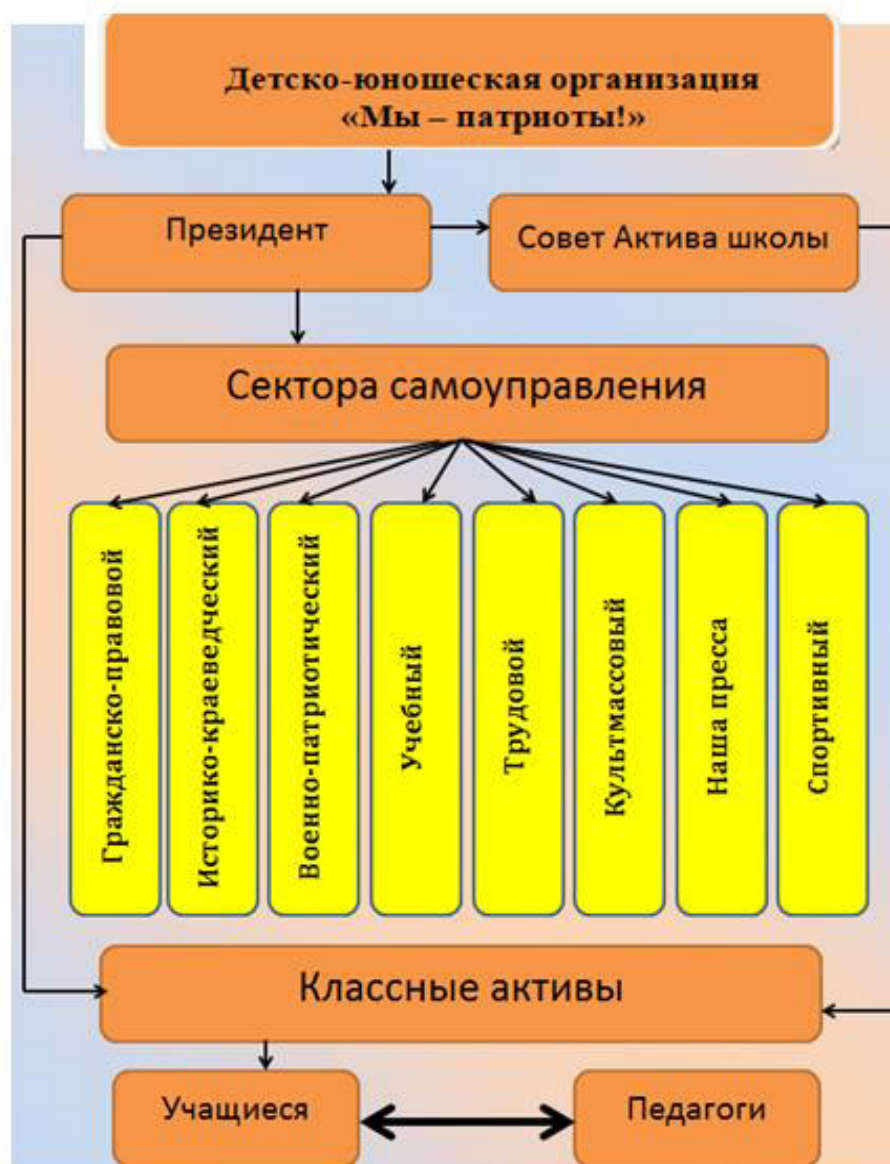 Детско-юношеская организация
«Мы – патриоты!»
Президент
Совет Актива школы
Сектора самоуправления
Гражданско-правовой
Историко-краеведческий
Военно-патриотический
Учебный
Трудовой
Культмассовый
Наша пресса
Спортивный
Классные активы
Учащиеся
Педагоги